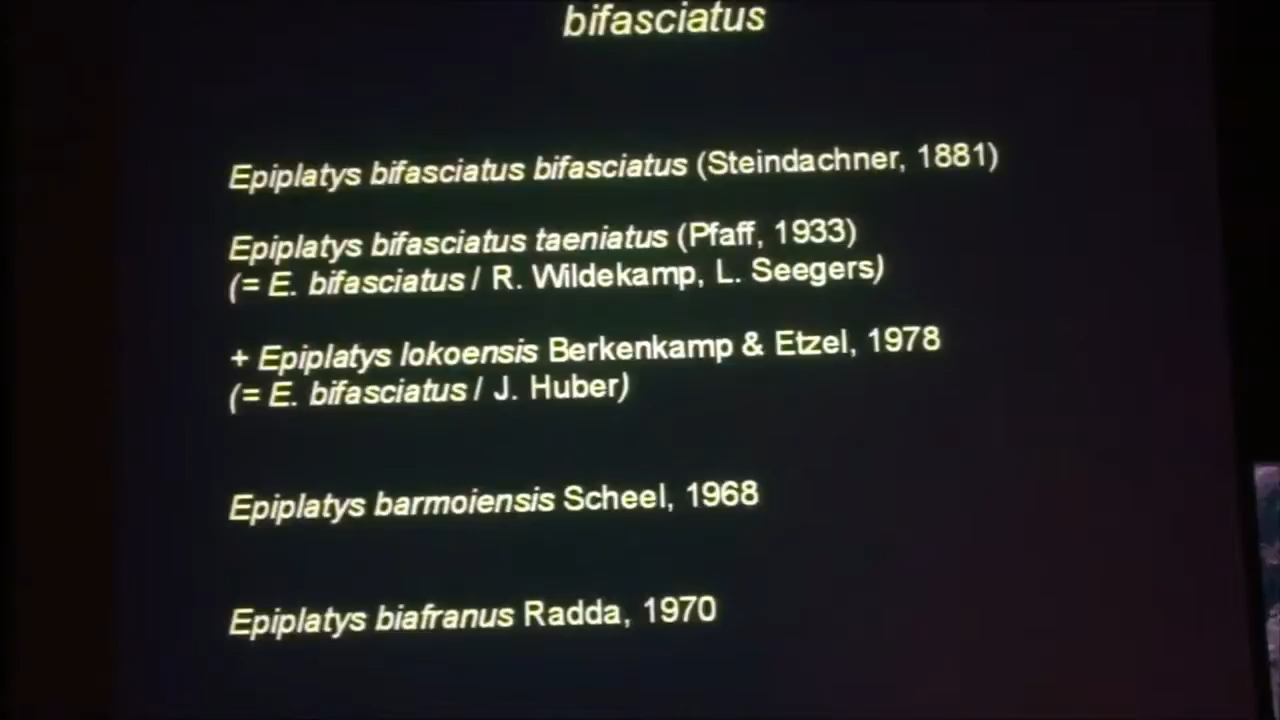 bifasciatus
Epiplatys bifasciatus bifasciatus (Steindachner, 1881)
Epiplatys bifasciatus taeniatus (Pfaff, 1933)
(= E. bifasciatus / R. Wildekamp, L. Seegers)
+ Epiplatys lokoensis Berkenkamp & Etzel, 1978
(= E. bifasciatus / J. Huber)
Epiplatys barmoiensis Scheel, 1968
Epiplatys biafranus Radda, 1970